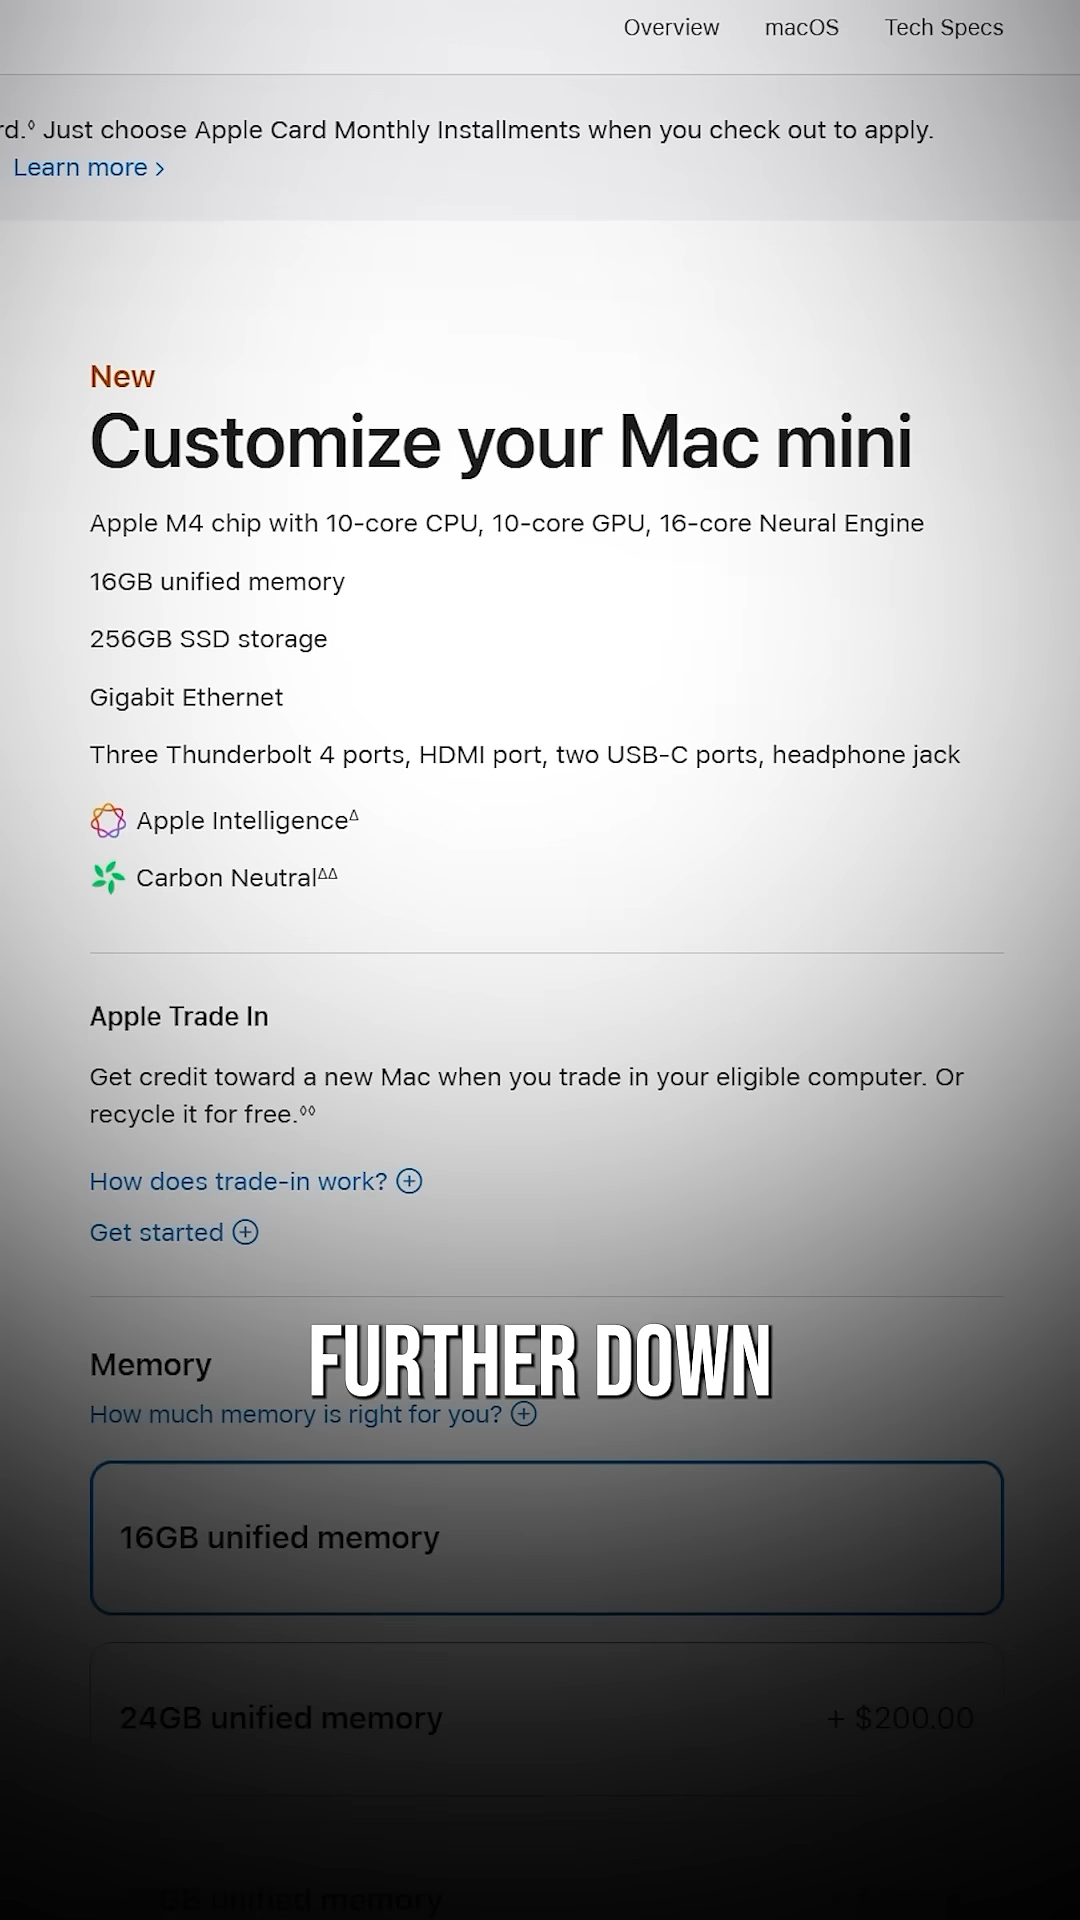 Overview macOS Tech Specs
rd.◊ Just choose Apple Card Monthly Installments when you check out to apply.
Learn more >
New
Customize your Mac mini
Apple M4 chip with 10-core CPU, 10-core GPU, 16-core Neural Engine
16GB unified memory
256GB SSD storage
Gigabit Ethernet
Three Thunderbolt 4 ports, HDMI port, two USB-C ports, headphone jack
Apple Intelligence∆
Carbon Neutral∆∆
Apple Trade In
Get credit toward a new Mac when you trade in your eligible computer. Or
recycle it for free.◊◊
How does trade-in work?
Get started
Memory
FURTHER DOWN
How much memory is right for you?
16GB unified memory
24GB unified memory + $200.00
GB unified memory